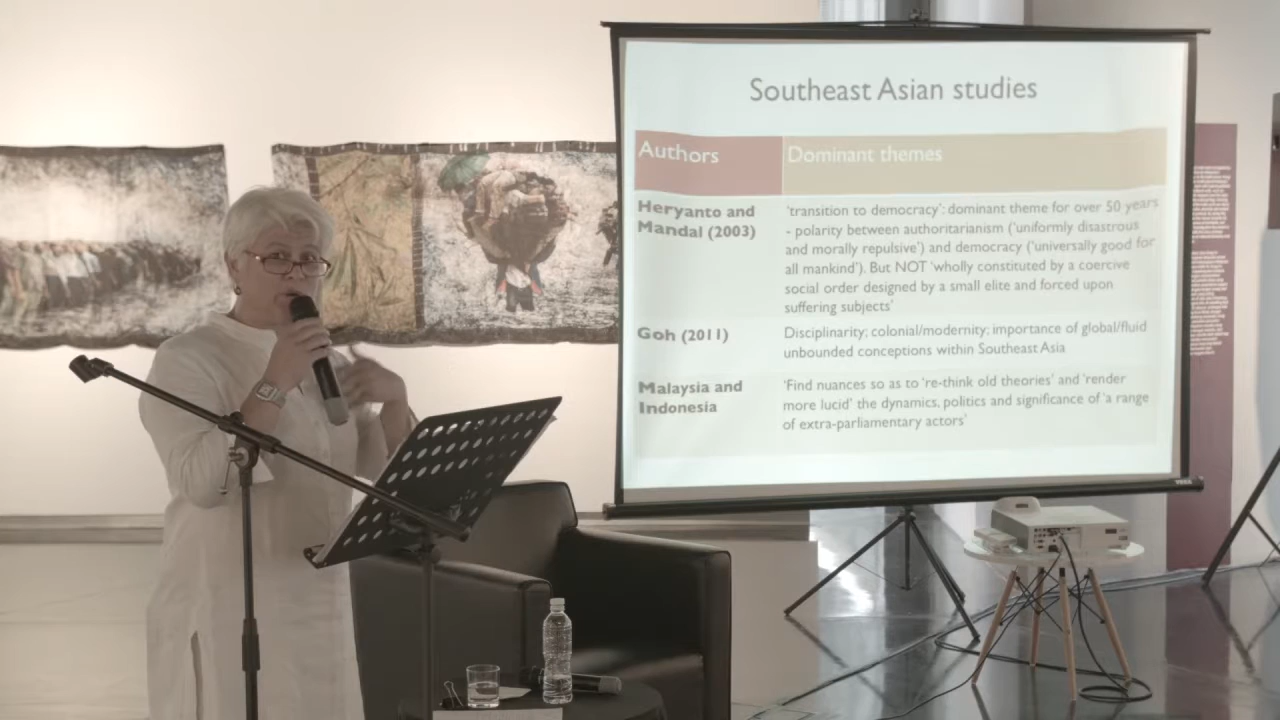 Southeast Asian studies
Authors
Dominant themes
Heryanto and
Mandal (2003)
'transition to democracy': dominant theme for over 50 years
- polarity between authoritarianism ('uniformly disastrous
and morally repulsive') and democracy ('universally good for
all mankind'). But NOT 'wholly constituted by a coercive
social order designed by a small elite and forced upon
suffering subjects'
Goh (2011)
Disciplinarity; colonial/modernity; importance of global/fluid
unbounded conceptions within Southeast Asia
Malaysia and
Indonesia
'Find nuances so as to 're-think old theories' and 'render
more lucid' the dynamics, politics and significance of 'a range
of extra-parliamentary actors'